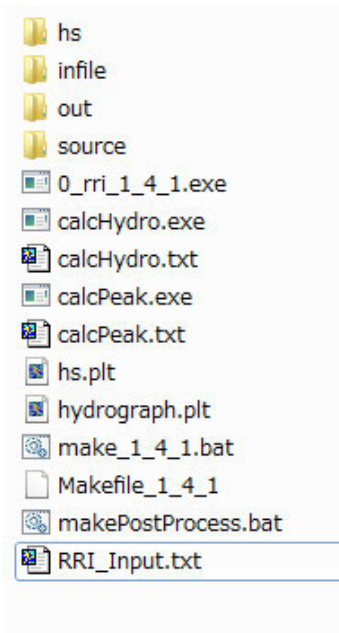 hs
infile
out
source
0_rri_1_4_1.exe
calcHydro.exe
calcHydro.txt
calcPeak.exe
calcPeak.txt
hs.plt
hydrograph.plt
make_1_4_1.bat
Makefile_1_4_1
makePostProcess.bat
RRI_Input.txt